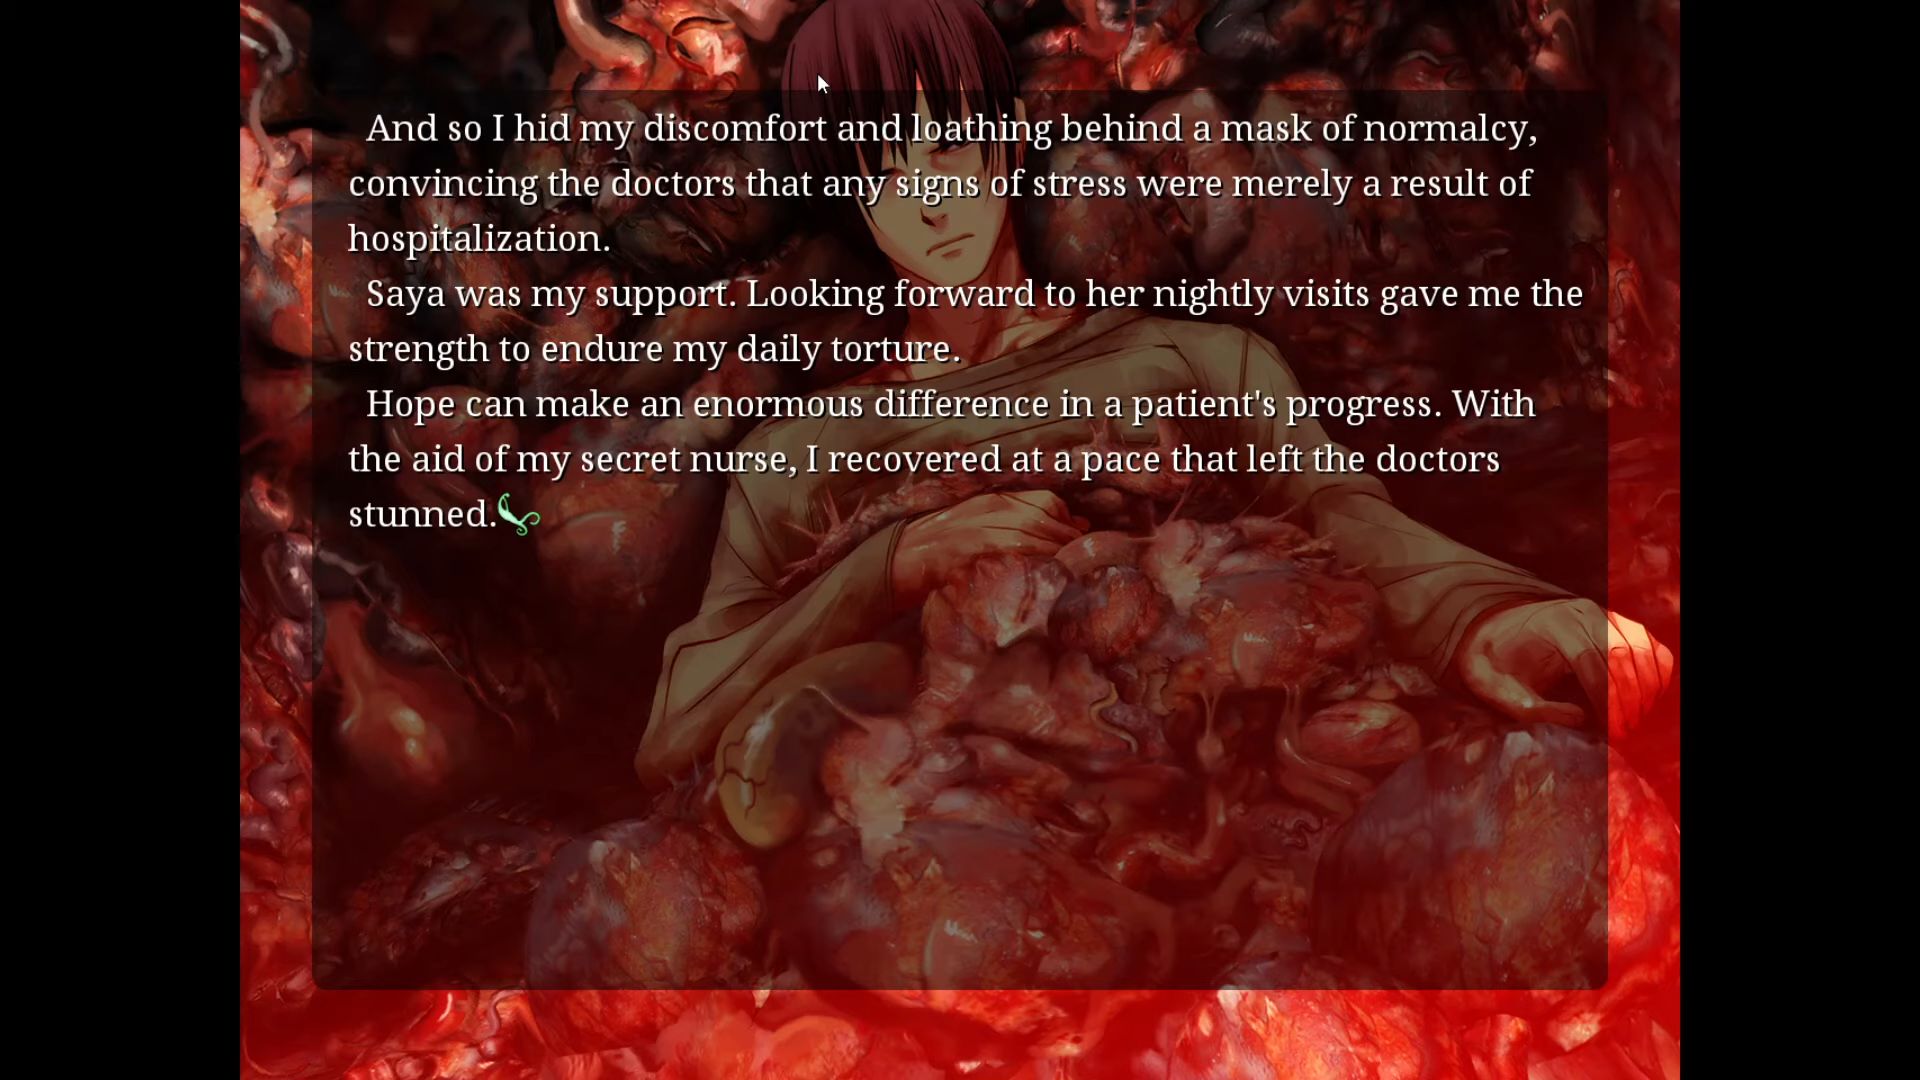 And so I hid my discomfort and loathing behind a mask of normalcy,
convincing the doctors that any signs of stress were merely a result of
hospitalization.
Saya was my support. Looking forward to her nightly visits gave me the
strength to endure my daily torture.
Hope can make an enormous difference in a patient's progress. With
the aid of my secret nurse, I recovered at a pace that left the doctors
stunned.